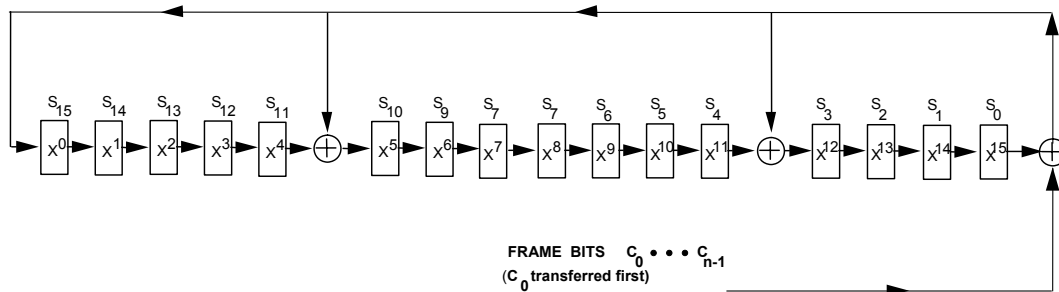 S15 S14 S13 S12 S11 S10 S9 S7 S7 S6 S5 S4 S3 S2 S1 S0
X0 X1 X2 X3 X4 X5 X6 X7 X8 X9 X10 X11 X12 X13 X14 X15
FRAME BITS C0 • • • Cn-1
(C0 transferred first)